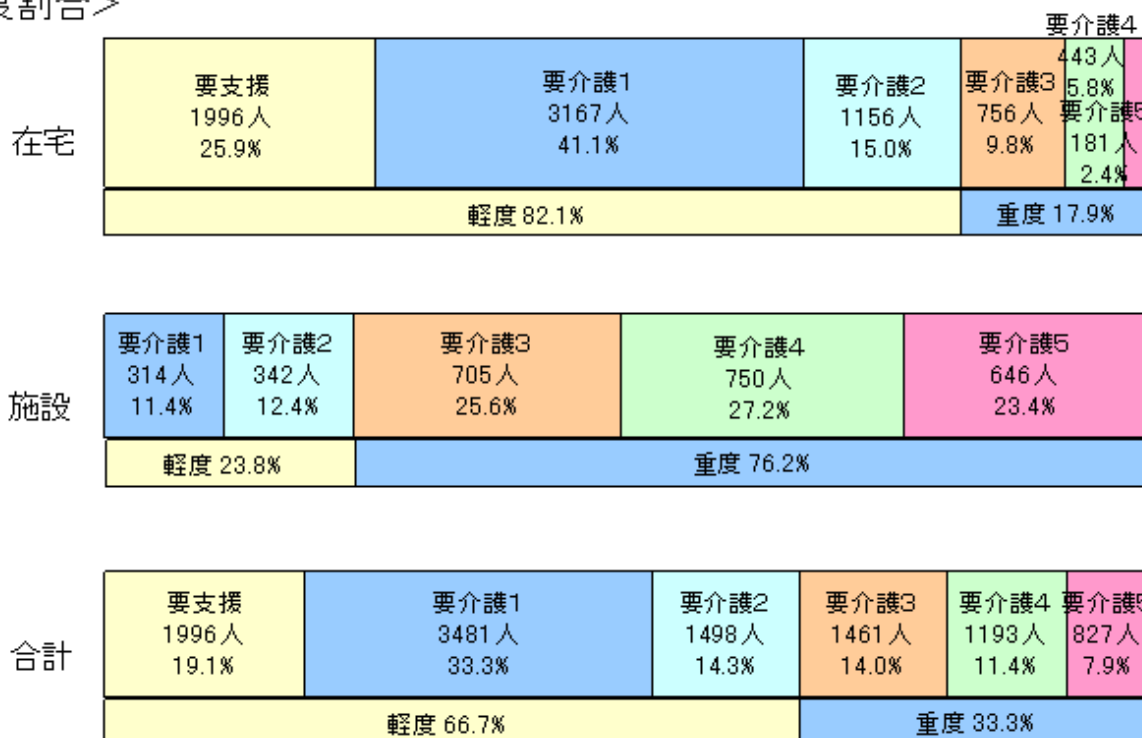 割合＞
要介護4
在宅
要支援
1996人
25.9%
要介護1
3167人
41.1%
要介護2
1156人
15.0%
要介護3
756人
9.8%
443人
5.8%
要介護5
181人
2.4%
軽度 82.1%
重度 17.9%
施設
要介護1
314人
11.4%
要介護2
342人
12.4%
要介護3
705人
25.6%
要介護4
750人
27.2%
要介護5
646人
23.4%
軽度 23.8%
重度 76.2%
合計
要支援
1996人
19.1%
要介護1
3481人
33.3%
要介護2
1498人
14.3%
要介護3
1461人
14.0%
要介護4
1193人
11.4%
要介護5
827人
7.9%
軽度 66.7%
重度 33.3%